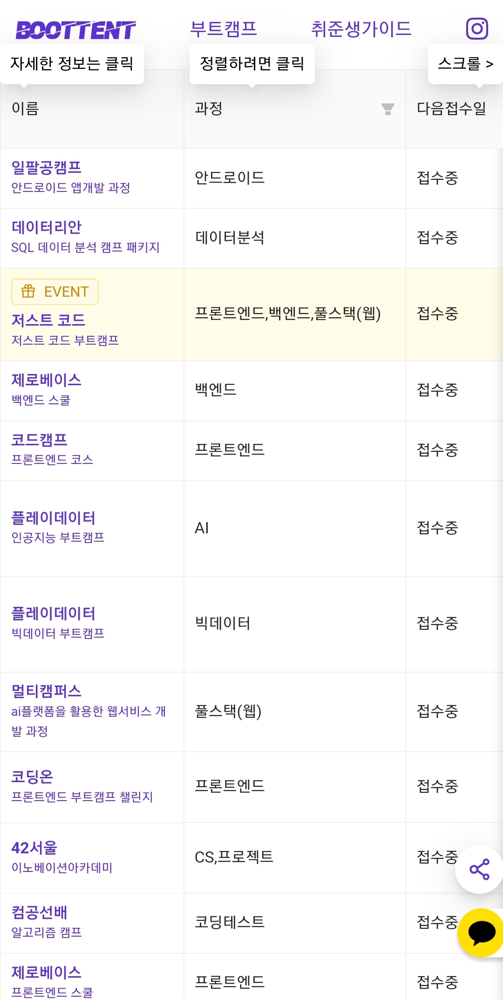 BOOTTENT
부트캠프
취준생가이드
자세한 정보는 클릭
정렬하려면 클릭
스크롤 >
이름
과정
다음접수일
일팔공캠프
안드로이드 앱개발 과정
안드로이드
접수중
데이터리안
SQL 데이터 분석 캠프 패키지
데이터분석
접수중
EVENT
저스트 코드
저스트 코드 부트캠프
프론트엔드,백엔드,풀스택(웹)
접수중
제로베이스
백엔드 스쿨
백엔드
접수중
코드캠프
프론트엔드 코스
프론트엔드
접수중
플레이데이터
인공지능 부트캠프
AI
접수중
플레이데이터
빅데이터 부트캠프
빅데이터
접수중
멀티캠퍼스
ai플랫폼을 활용한 웹서비스 개
발 과정
풀스택(웹)
접수중
코딩온
프론트엔드 부트캠프 챌린지
프론트엔드
접수중
42서울
이노베이션아카데미
CS,프로젝트
접수중
컴공선배
알고리즘 캠프
코딩테스트
접수중
제로베이스
프론트엔드 스쿨
프론트엔드
접수중